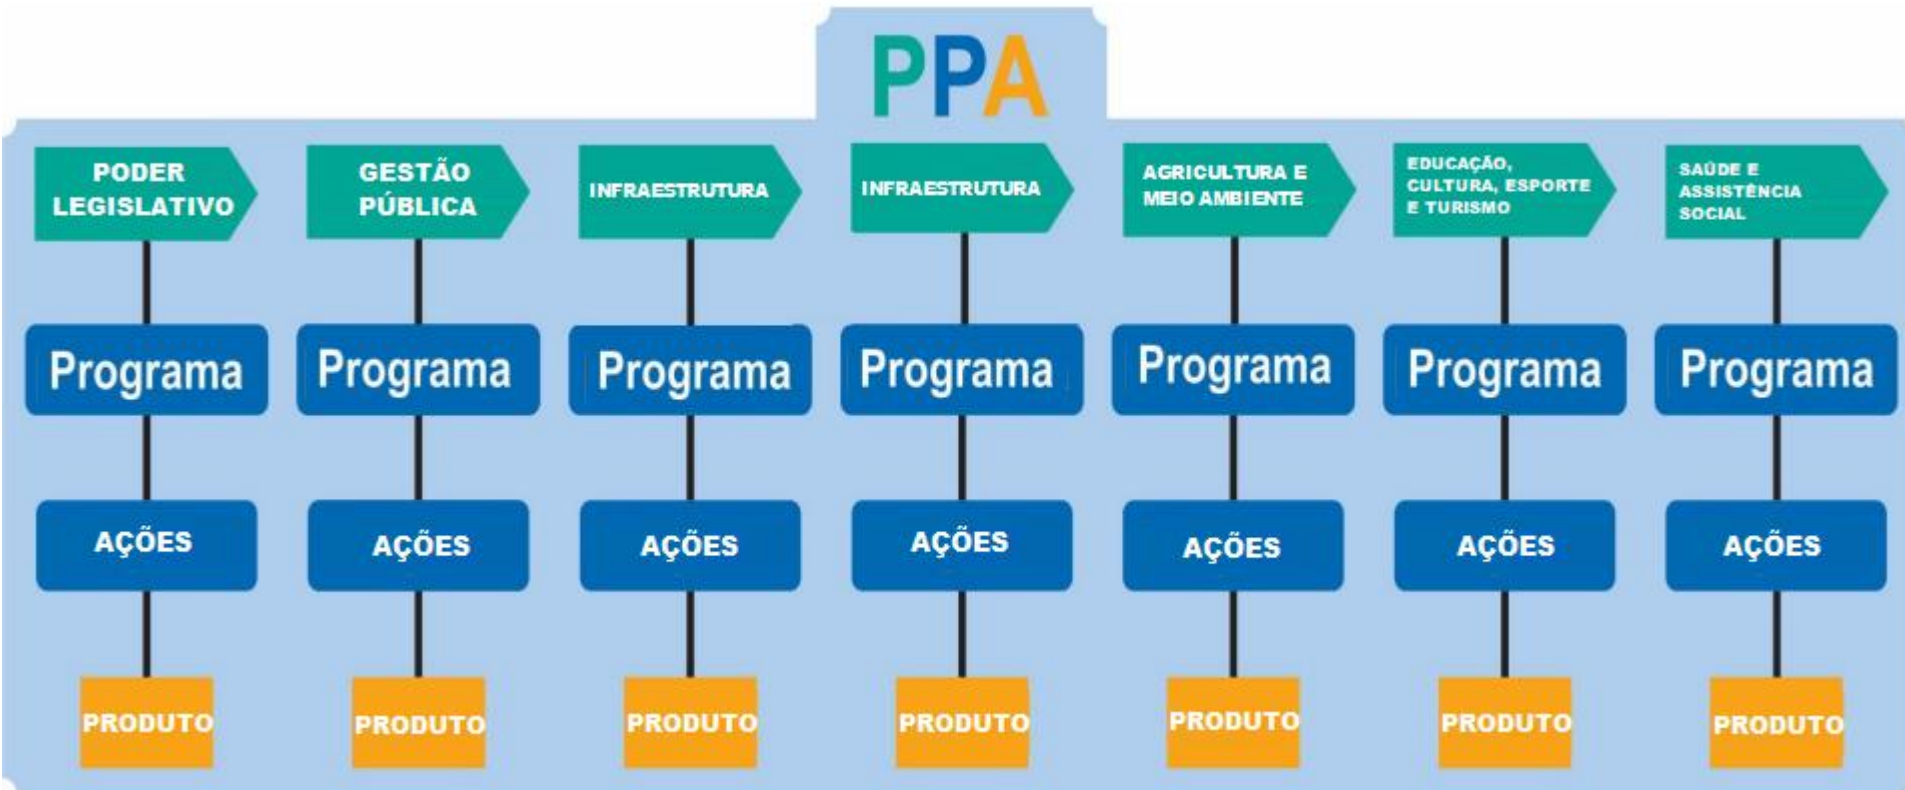 PPA
PODER
LEGISLATIVO
GESTÃO
PÚBLICA
INFRAESTRUTURA
INFRAESTRUTURA
AGRICULTURA E
MEIO AMBIENTE
EDUCAÇÃO,
CULTURA, ESPORTE
E TURISMO
SAÚDE E
ASSISTÊNCIA
SOCIAL
Programa
Programa
Programa
Programa
Programa
Programa
Programa
AÇÕES
AÇÕES
AÇÕES
AÇÕES
AÇÕES
AÇÕES
AÇÕES
PRODUTO
PRODUTO
PRODUTO
PRODUTO
PRODUTO
PRODUTO
PRODUTO